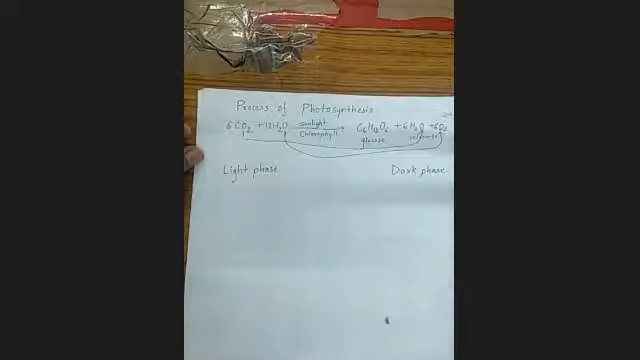 Process of Photosynthesis
6CO2 + 12H2O sunlight Chlorophyll → C6H12O6 + 6H2O + 6O2
glucose
Light phase Dark phase